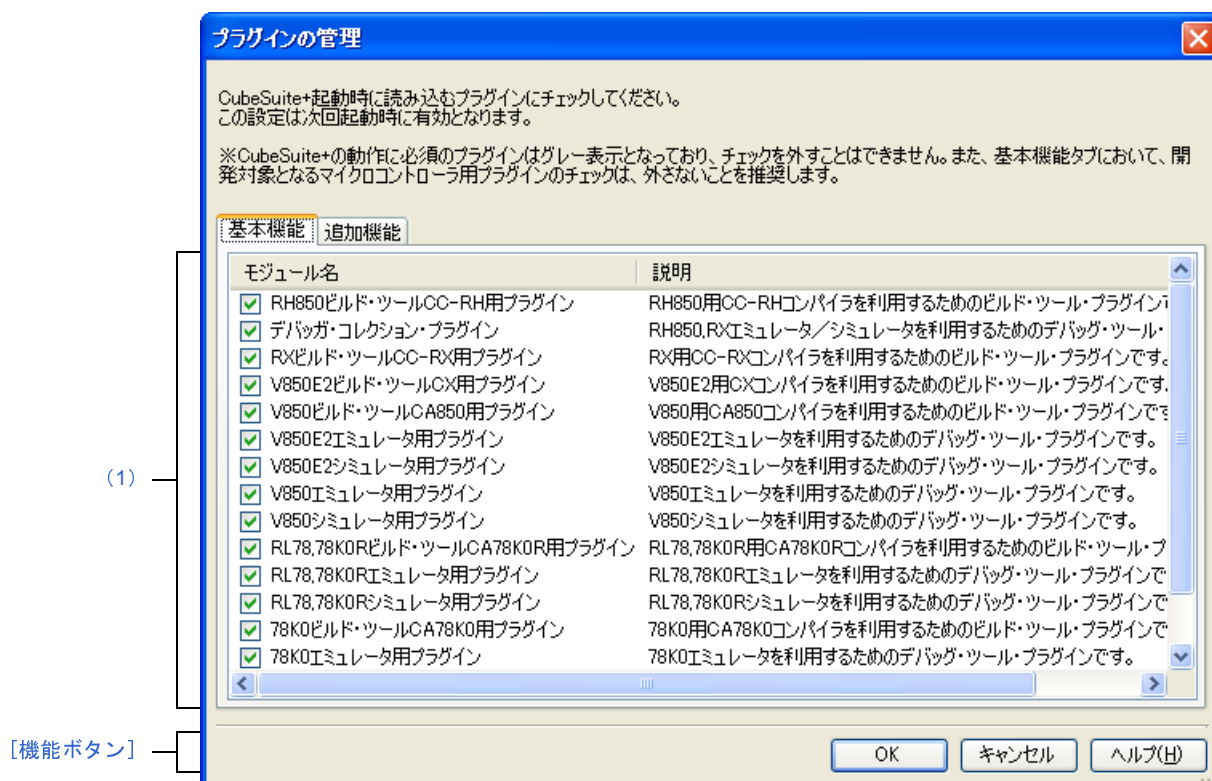 プラグインの管理
CubeSuite+起動時に読み込むプラグインにチェックしてください。
この設定は次回起動時に有効となります。
※CubeSuite+の動作に必須のプラグインはグレー表示となっており、チェックを外すことはできません。また、基本機能タブにおいて、開
発対象となるマイクロコントローラ用プラグインのチェックは、外さないことを推奨します。
基本機能 追加機能
モジュール名 説明
RH850ビルド・ツールCC-RH用プラグイン RH850用CC-RHコンパイラを利用するためのビルド・ツール・プラグインで
デバッガ・コレクション・プラグイン RH850,RXエミュレータ／シミュレータを利用するためのデバッグ・ツール・
RXビルド・ツールCC-RX用プラグイン RX用CC-RXコンパイラを利用するためのビルド・ツール・プラグインです。
V850E2ビルド・ツールCX用プラグイン V850E2用CXコンパイラを利用するためのビルド・ツール・プラグインです.
V850ビルド・ツールCA850用プラグイン V850用CA850コンパイラを利用するためのビルド・ツール・プラグインです
V850E2エミュレータ用プラグイン V850E2エミュレータを利用するためのデバッグ・ツール・プラグインです。
V850E2シミュレータ用プラグイン V850E2シミュレータを利用するためのデバッグ・ツール・プラグインです。
(1)
V850エミュレータ用プラグイン V850エミュレータを利用するためのデバッグ・ツール・プラグインです。
V850シミュレータ用プラグイン V850シミュレータを利用するためのデバッグ・ツール・プラグインです。
RL78,78K0Rビルド・ツールCA78K0R用プラグイン RL78,78K0R用CA78K0Rコンパイラを利用するためのビルド・ツール・プ
RL78,78K0Rエミュレータ用プラグイン RL78,78K0Rエミュレータを利用するためのデバッグ・ツール・プラグインで
RL78,78K0Rシミュレータ用プラグイン RL78,78K0Rシミュレータを利用するためのデバッグ・ツール・プラグインで
78K0ビルド・ツールCA78K0用プラグイン 78K0用CA78K0コンパイラを利用するためのビルド・ツール・プラグインで
78K0エミュレータ用プラグイン 78K0エミュレータを利用するためのデバッグ・ツール・プラグインです。
[機能ボタン]
OK キャンセル ヘルプ(H)